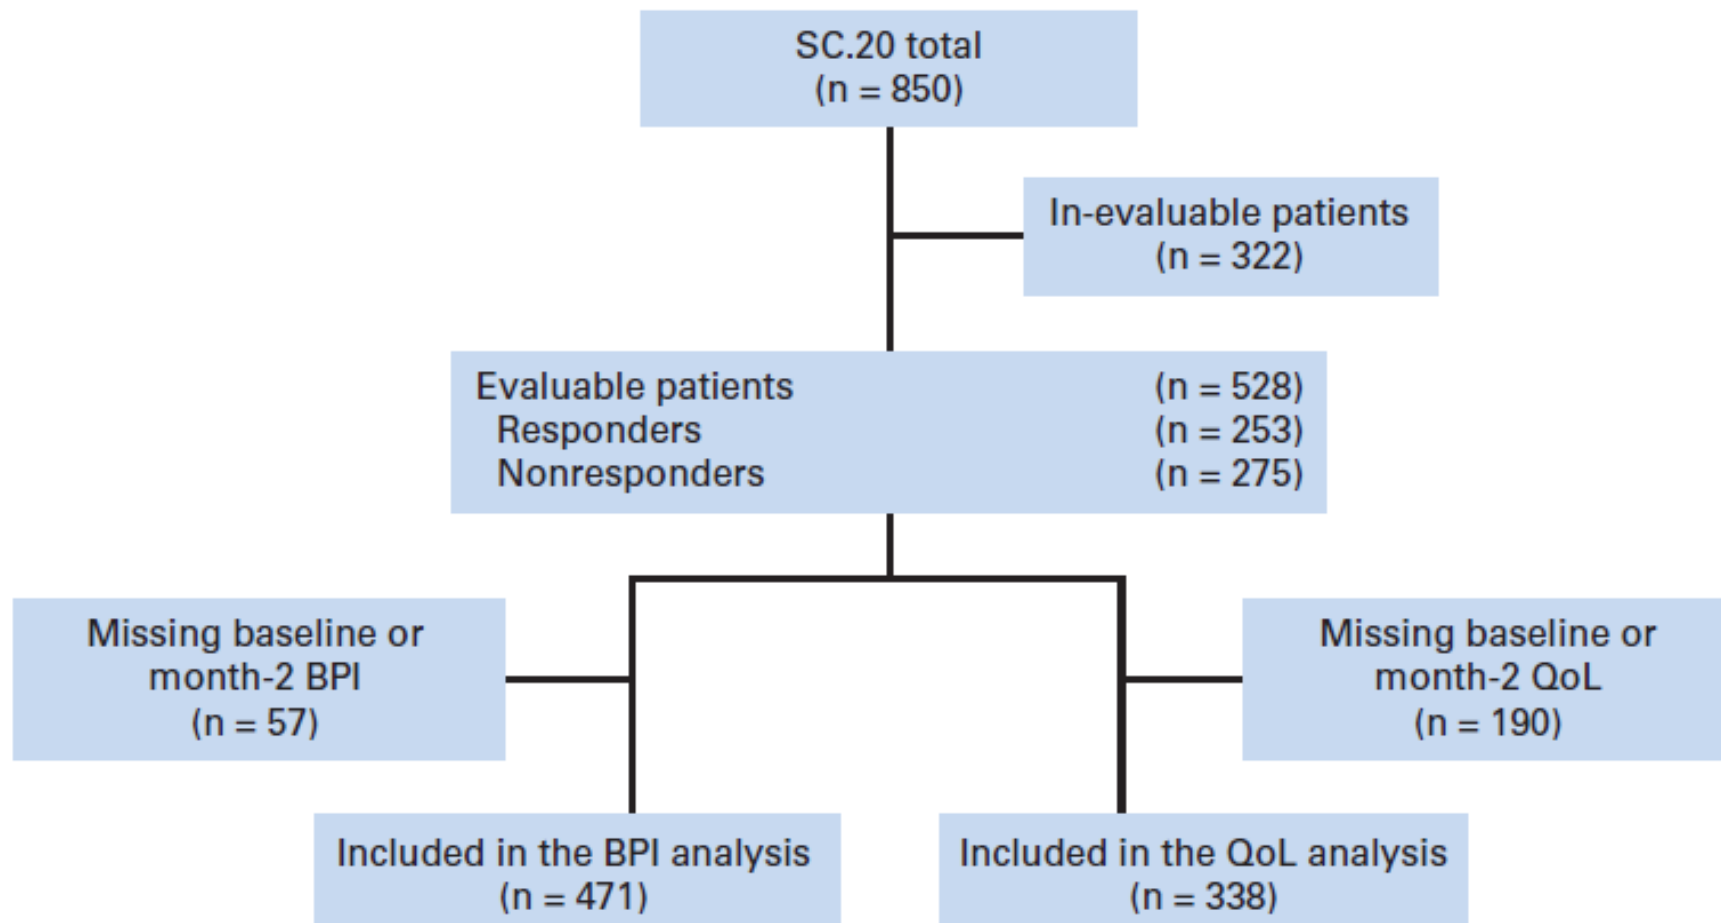 SC.20 total
(n = 850)
In-evaluable patients
(n = 322)
Evaluable patients (n = 528)
Responders (n = 253)
Nonresponders (n = 275)
Missing baseline or
month-2 BPI
(n = 57)
Missing baseline or
month-2 QoL
(n = 190)
Included in the BPI analysis
(n = 471)
Included in the QoL analysis
(n = 338)